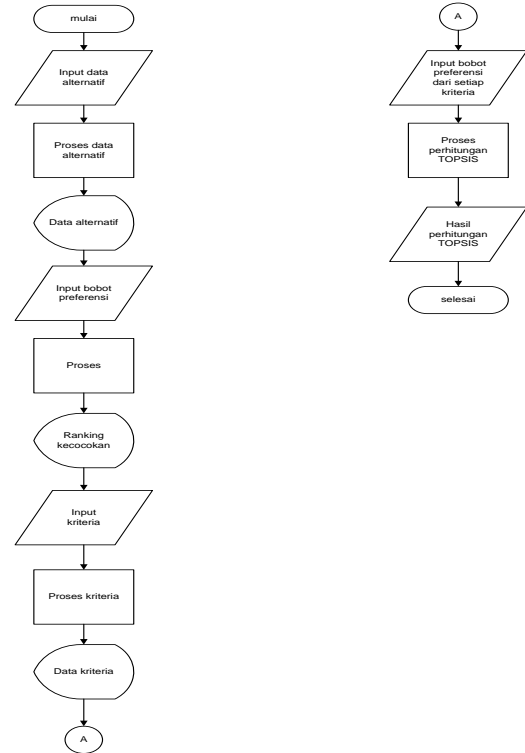 mulai
Input data
alternatif
Proses data
alternatif
Data alternatif
Input bobot
preferensi
Proses
Ranking
kecocokan
Input
kriteria
Proses kriteria
Data kriteria
A
A
Input bobot
preferensi
dari setiap
kriteria
Proses
perhitungan
TOPSIS
Hasil
perhitungan
TOPSIS
selesai